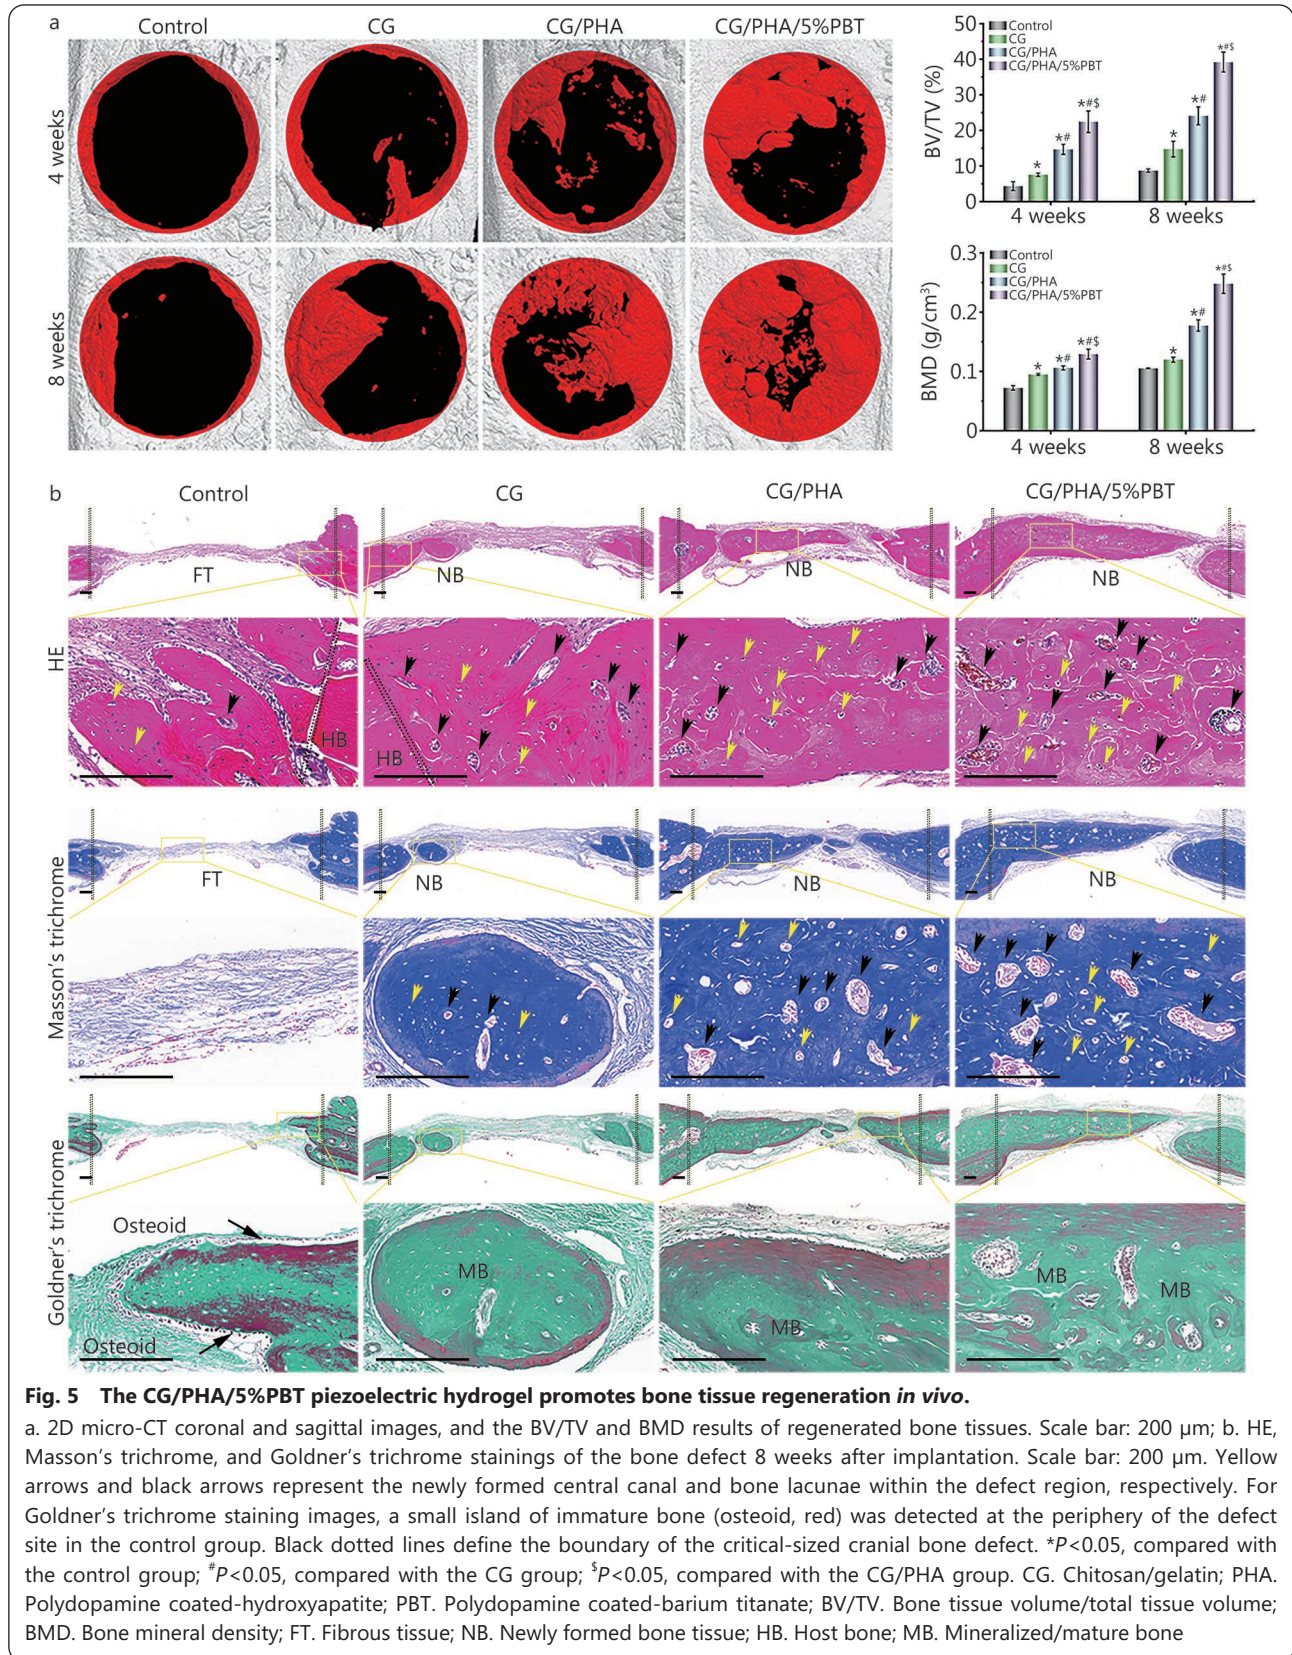 a
Control
CG
CG/PHA
CG/PHA/5%PBT
4 weeks
8 weeks
50
40
30
20
10
0
BV/TV (%)
Control
CG
CG/PHA
CG/PHA/5%PBT
*
*#
*#$
*
*#
*#$
4 weeks
8 weeks
0.3
0.2
0.1
0
BMD (g/cm³)
Control
CG
CG/PHA
CG/PHA/5%PBT
*
*#
*#$
*
*#
*#$
4 weeks
8 weeks
b
Control
CG
CG/PHA
CG/PHA/5%PBT
HE
FT
NB
NB
NB
HB
HB
Masson's trichrome
FT
NB
NB
NB
Goldner's trichrome
Osteoid
Osteoid
MB
MB
MB
MB
Fig. 5 The CG/PHA/5%PBT piezoelectric hydrogel promotes bone tissue regeneration in vivo.
a. 2D micro-CT coronal and sagittal images, and the BV/TV and BMD results of regenerated bone tissues. Scale bar: 200 μm; b. HE,
Masson's trichrome, and Goldner's trichrome stainings of the bone defect 8 weeks after implantation. Scale bar: 200 μm. Yellow
arrows and black arrows represent the newly formed central canal and bone lacunae within the defect region, respectively. For
Goldner's trichrome staining images, a small island of immature bone (osteoid, red) was detected at the periphery of the defect
site in the control group. Black dotted lines define the boundary of the critical-sized cranial bone defect. *P<0.05, compared with
the control group; #P<0.05, compared with the CG group; $P<0.05, compared with the CG/PHA group. CG. Chitosan/gelatin; PHA.
Polydopamine coated-hydroxyapatite; PBT. Polydopamine coated-barium titanate; BV/TV. Bone tissue volume/total tissue volume;
BMD. Bone mineral density; FT. Fibrous tissue; NB. Newly formed bone tissue; HB. Host bone; MB. Mineralized/mature bone